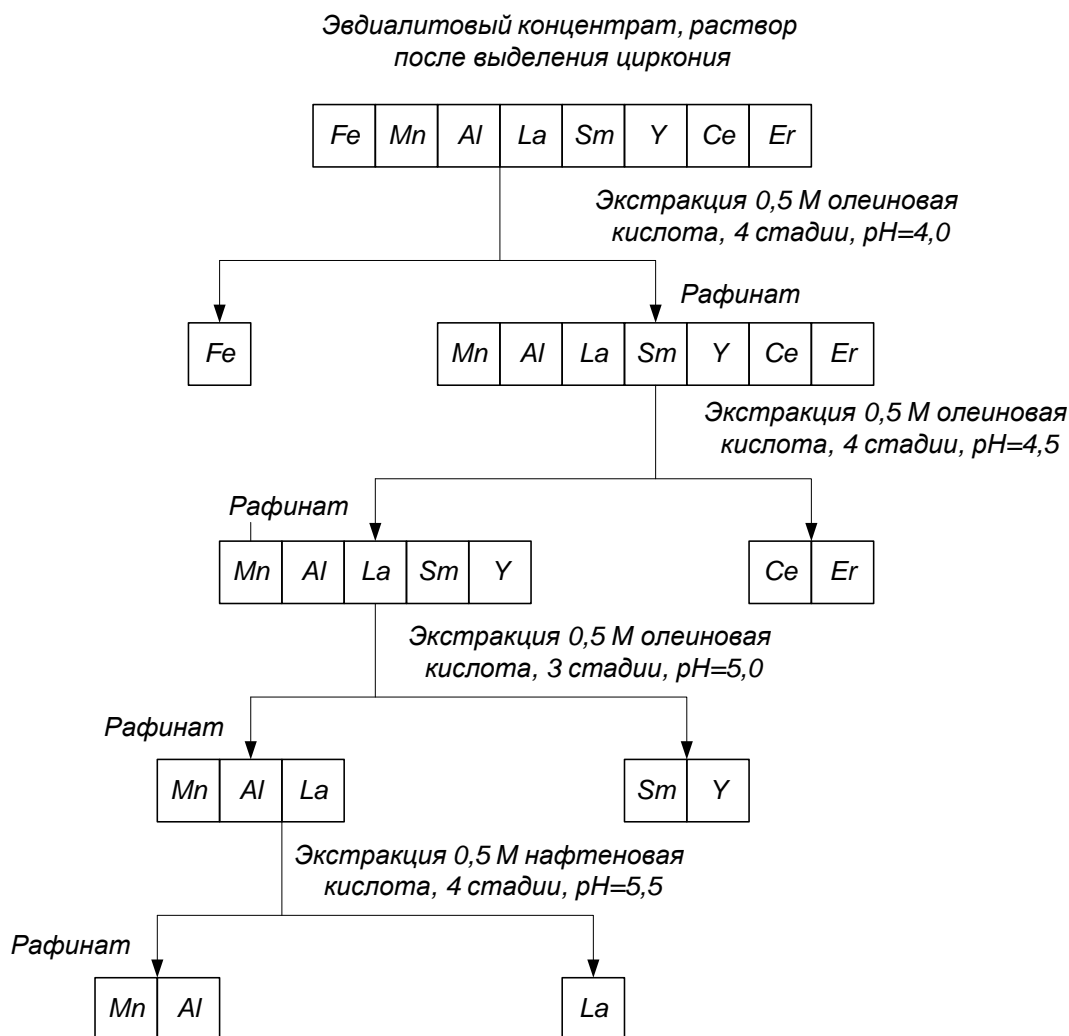 Эвдиалитовый концентрат, раствор
после выделения циркония
Fe Mn Al La Sm Y Ce Er
Экстракция 0,5 М олеиновая
кислота, 4 стадии, pH=4,0
Рафинат
Fe
Mn Al La Sm Y Ce Er
Экстракция 0,5 М олеиновая
кислота, 4 стадии, pH=4,5
Рафинат
Mn Al La Sm Y
Ce Er
Экстракция 0,5 М олеиновая
кислота, 3 стадии, pH=5,0
Рафинат
Mn Al La
Sm Y
Экстракция 0,5 М нафтеновая
кислота, 4 стадии, pH=5,5
Рафинат
Mn Al
La